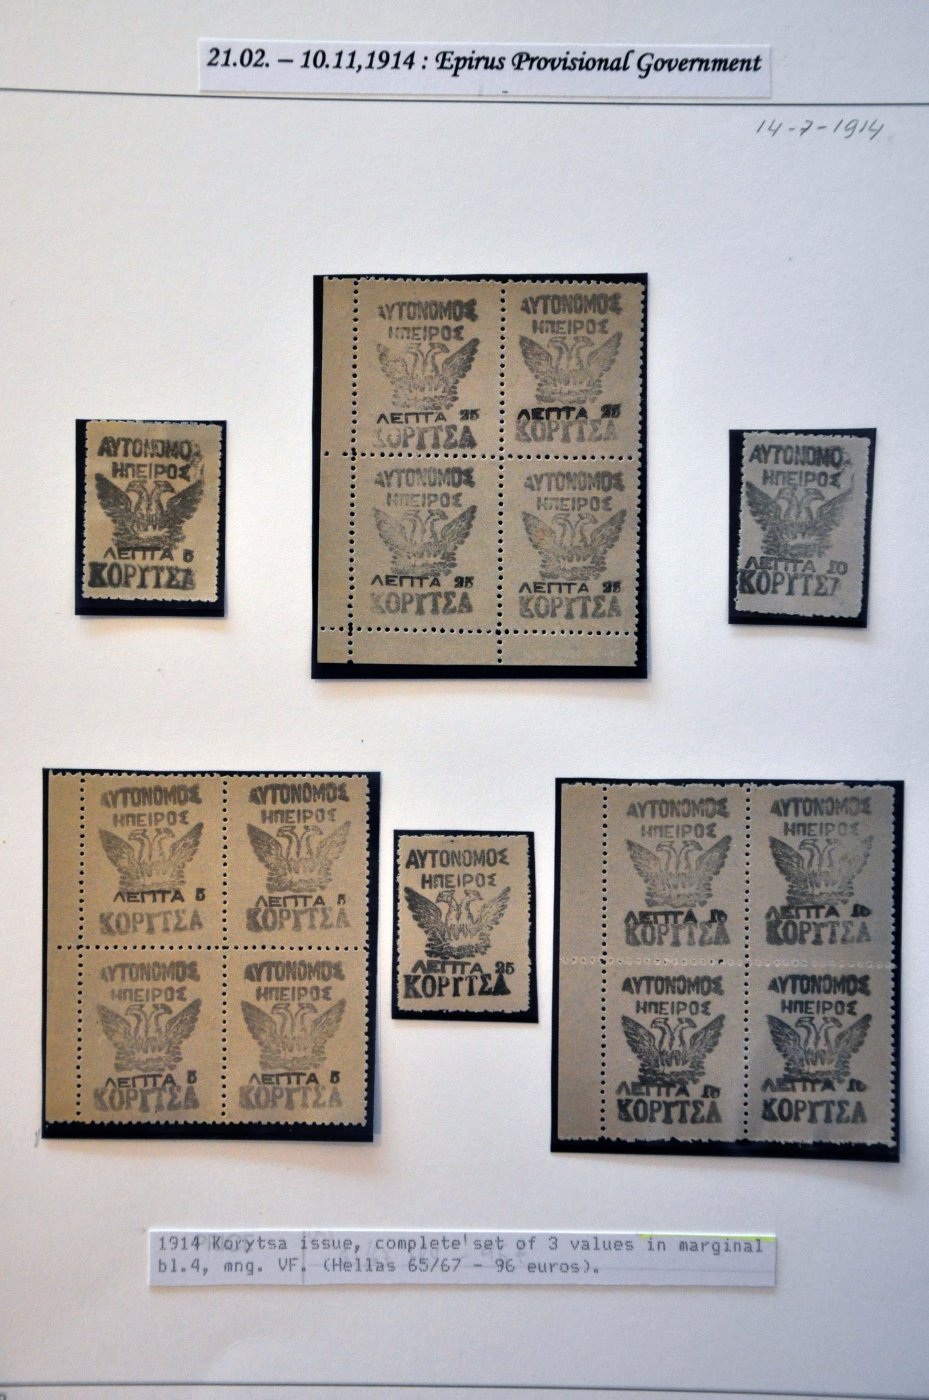 21.02. – 10.11,1914 : Epirus Provisional Government
14-7-1914
ΑΥΤΟΝΟΜΟΣ
ΗΠΕΙΡΟΣ
ΛΕΠΤΑ 25
ΚΟΡΥΤΣΑ
ΑΥΤΟΝΟΜΟΣ
ΗΠΕΙΡΟΣ
ΛΕΠΤΑ 25
ΚΟΡΥΤΣΑ
ΑΥΤΟΝΟΜΟΣ
ΗΠΕΙΡΟΣ
ΛΕΠΤΑ 25
ΚΟΡΥΤΣΑ
ΑΥΤΟΝΟΜΟΣ
ΗΠΕΙΡΟΣ
ΛΕΠΤΑ 25
ΚΟΡΥΤΣΑ
ΑΥΤΟΝΟΜΟ
ΗΠΕΙΡΟΣ
ΛΕΠΤΑ 5
ΚΟΡΥΤΣΑ
ΑΥΤΟΝΟΜΟ
ΗΠΕΙΡΟΣ
ΛΕΠΤΑ 10
ΚΟΡΥΤΣΑ
ΑΥΤΟΝΟΜΟΣ
ΗΠΕΙΡΟΣ
ΛΕΠΤΑ 5
ΚΟΡΥΤΣΑ
ΑΥΤΟΝΟΜΟΣ
ΗΠΕΙΡΟΣ
ΛΕΠΤΑ 5
ΚΟΡΥΤΣΑ
ΑΥΤΟΝΟΜΟΣ
ΗΠΕΙΡΟΣ
ΛΕΠΤΑ 5
ΚΟΡΥΤΣΑ
ΑΥΤΟΝΟΜΟΣ
ΗΠΕΙΡΟΣ
ΛΕΠΤΑ 5
ΚΟΡΥΤΣΑ
ΑΥΤΟΝΟΜΟΣ
ΗΠΕΙΡΟΣ
ΛΕΠΤΑ 25
ΚΟΡΥΤΣΑ
ΑΥΤΟΝΟΜΟΣ
ΗΠΕΙΡΟΣ
ΛΕΠΤΑ 10
ΚΟΡΥΤΣΑ
ΑΥΤΟΝΟΜΟΣ
ΗΠΕΙΡΟΣ
ΛΕΠΤΑ 10
ΚΟΡΥΤΣΑ
ΑΥΤΟΝΟΜΟΣ
ΗΠΕΙΡΟΣ
ΛΕΠΤΑ 10
ΚΟΡΥΤΣΑ
ΑΥΤΟΝΟΜΟΣ
ΗΠΕΙΡΟΣ
ΛΕΠΤΑ 10
ΚΟΡΥΤΣΑ
1914 Korytsa issue, complete set of 3 values in marginal
bl.4, mng. VF. (Hellas 65/67 - 96 euros).